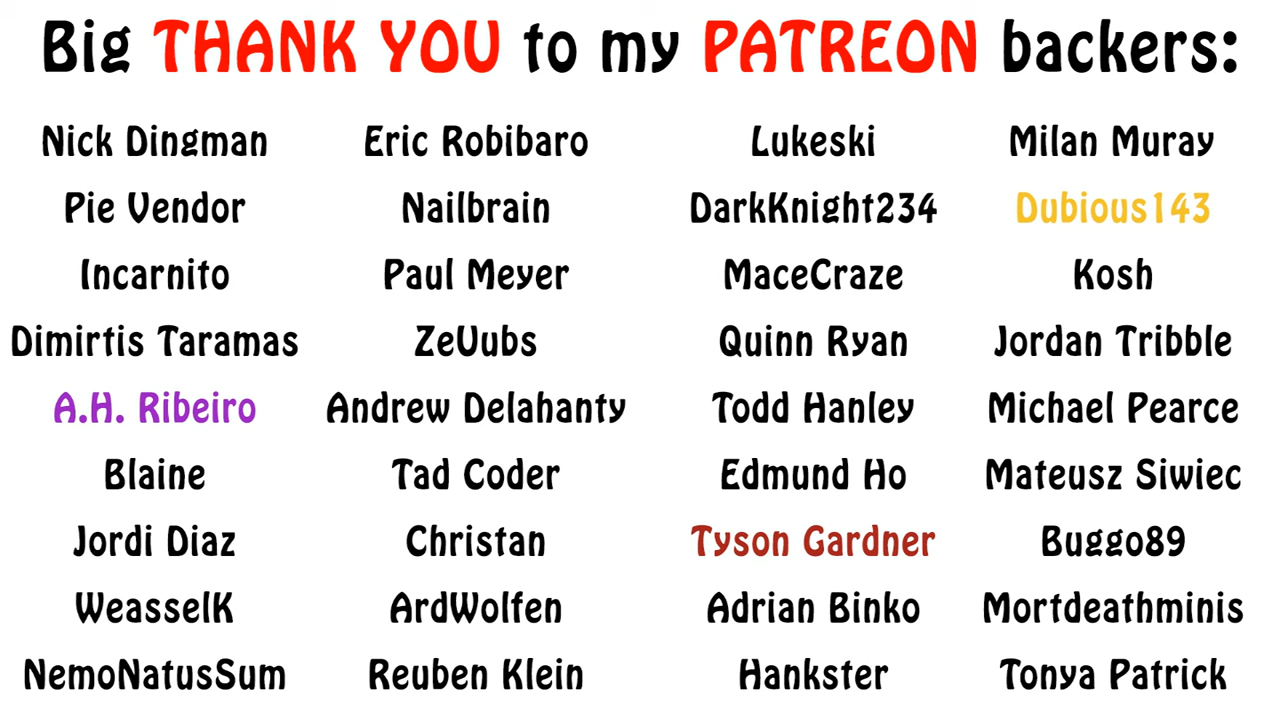 Big THANK YOU to my PATREON backers:
Nick Dingman Eric Robibaro Lukeski Milan Muray
Pie Vendor Nailbrain DarkKnight234 Dubious143
Incarnito Paul Meyer MaceCraze Kosh
Dimirtis Taramas ZeVubs Quinn Ryan Jordan Tribble
A.H. Ribeiro Andrew Delahanty Todd Hanley Michael Pearce
Blaine Tad Coder Edmund Ho Mateusz Siwiec
Jordi Diaz Christan Tyson Gardner Buggo89
WeasselK ArdWolfen Adrian Binko Mortdeathminis
NemoNatusSum Reuben Klein Hankster Tonya Patrick